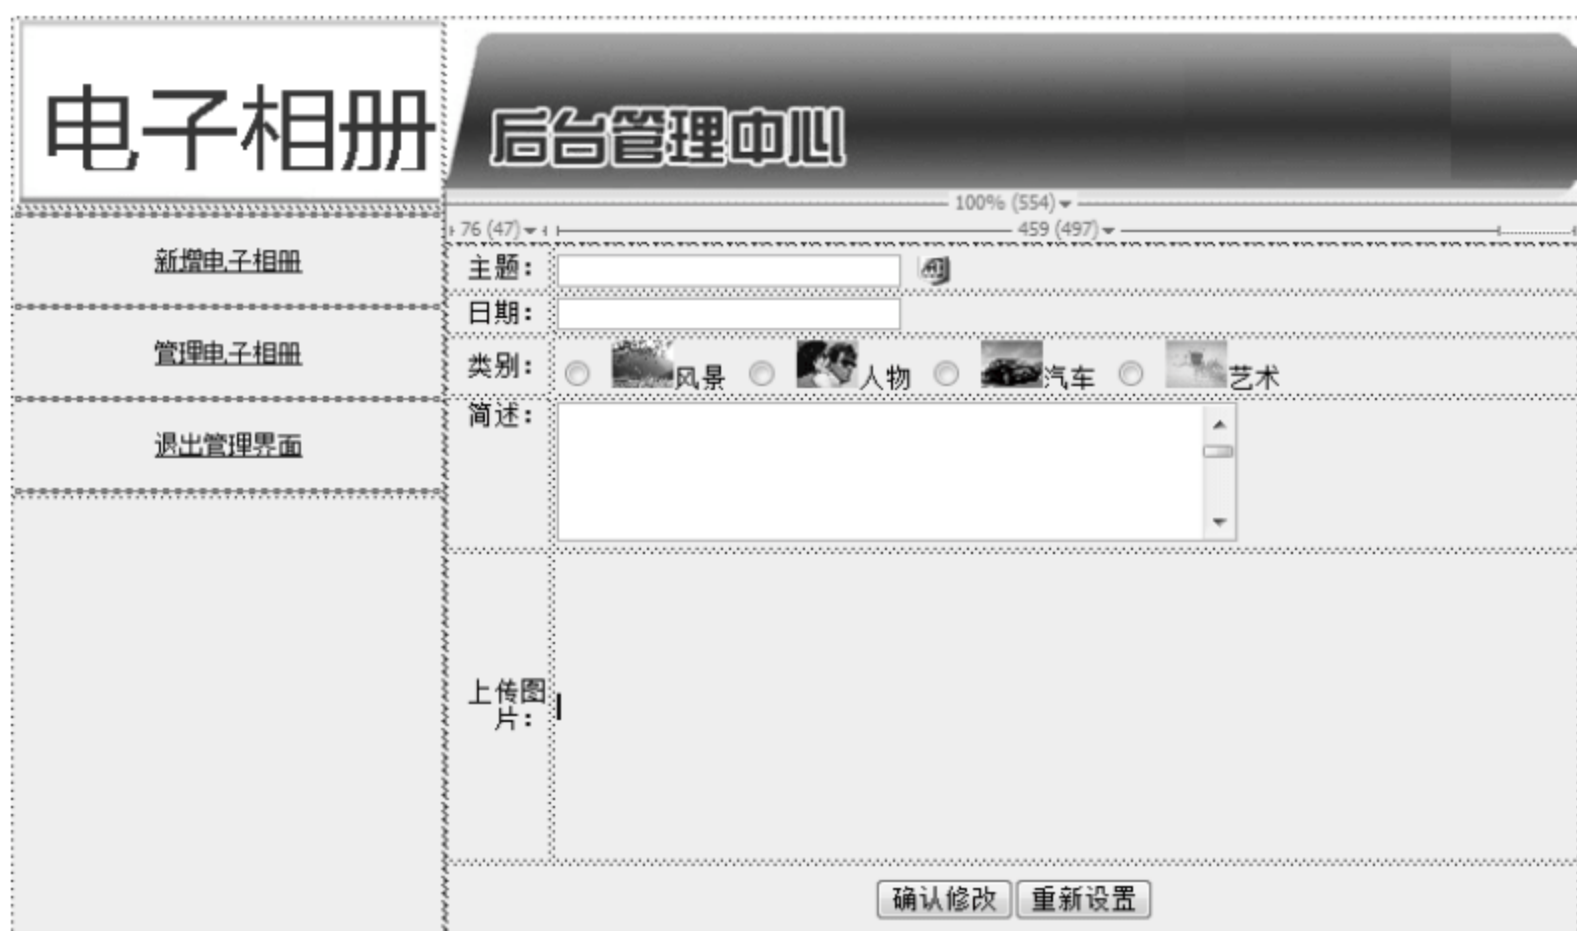 电子相册
后台管理中心
100% (554)
76 (47)
459 (497)
新增电子相册
管理电子相册
退出管理界面
主题：
日期：
类别：
风景
人物
汽车
艺术
简述：
上传图
片：
确认修改
重新设置